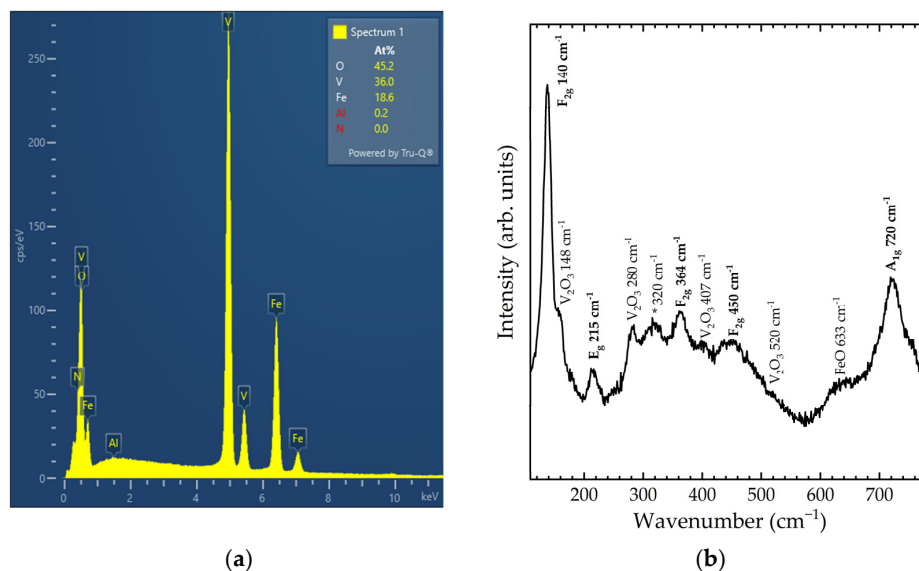 Spectrum 1
At%
O 45.2
V 36.0
Fe 18.6
Al 0.2
N 0.0
Powered by Tru-Q®
V
V
O
N
Fe
Al
V
Fe
Fe
250
200
150
100
50
0
cps/eV
0 2 4 6 8 10 keV
(a)
F2g 140 cm-1
V2O3 148 cm-1
Eg 215 cm-1
V2O3 280 cm-1
* 320 cm-1
F2g 364 cm-1
V2O3 407 cm-1
F2g 450 cm-1
V2O3 520 cm-1
FeO 633 cm-1
A1g 720 cm-1
Intensity (arb. units)
200 300 400 500 600 700
Wavenumber (cm−1)
(b)